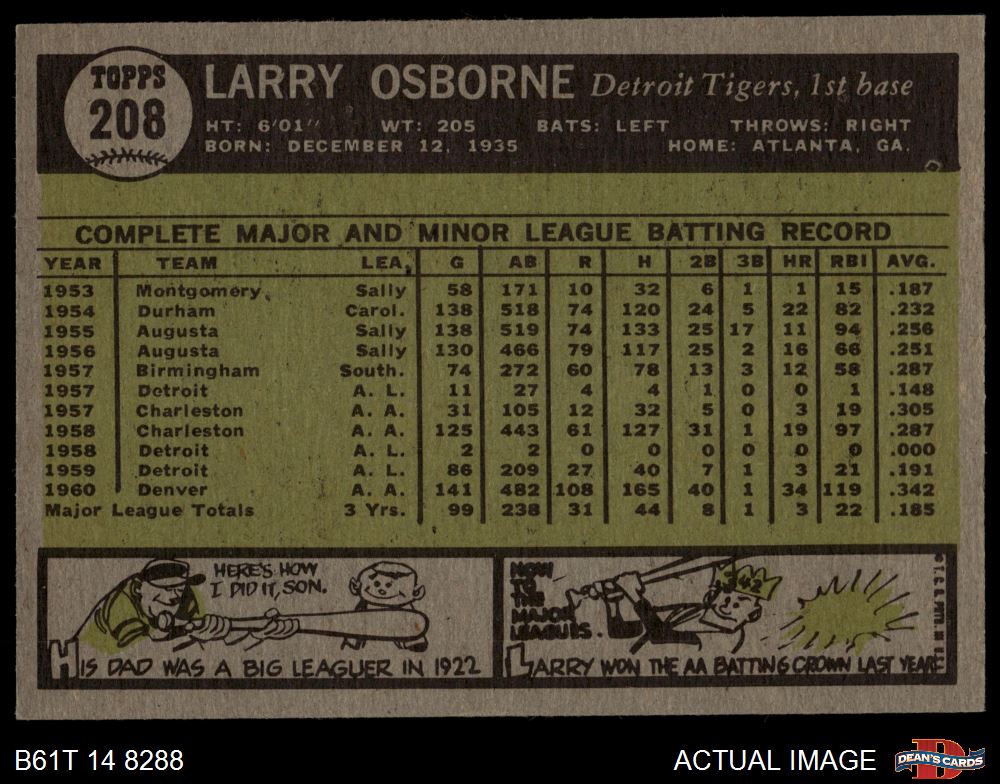 TOPPS
208
LARRY OSBORNE Detroit Tigers, 1st base
HT: 6'01" WT: 205 BATS: LEFT THROWS: RIGHT
BORN: DECEMBER 12, 1935 HOME: ATLANTA, GA.
COMPLETE MAJOR AND MINOR LEAGUE BATTING RECORD
YEAR TEAM LEA. G AB R H 2B 3B HR RBI AVG.
1953 Montgomery Sally 58 171 10 32 6 1 1 15 .187
1954 Durham Carol. 138 518 74 120 24 5 22 82 .232
1955 Augusta Sally 138 519 74 133 25 17 11 94 .256
1956 Augusta Sally 130 466 79 117 25 2 16 66 .251
1957 Birmingham South. 74 272 60 78 13 3 12 58 .287
1957 Detroit A. L. 11 27 4 4 1 0 0 1 .148
1957 Charleston A. A. 31 105 12 32 5 0 3 19 .305
1958 Charleston A. A. 125 443 61 127 31 1 19 97 .287
1958 Detroit A. L. 2 2 0 0 0 0 0 0 .000
1959 Detroit A. L. 86 209 27 40 7 1 3 21 .191
1960 Denver A. A. 141 482 108 165 40 1 34 119 .342
Major League Totals 3 Yrs. 99 238 31 44 8 1 3 22 .185
HERE'S HOW
I DID IT, SON.
HIS DAD WAS A BIG LEAGUER IN 1922
NOW
TO
THE
MAJOR
LEAGUES.
.342
LARRY WON THE AA BATTING CROWN LAST YEAR
B61T 14 8288
ACTUAL IMAGE
DEAN'S CARDS